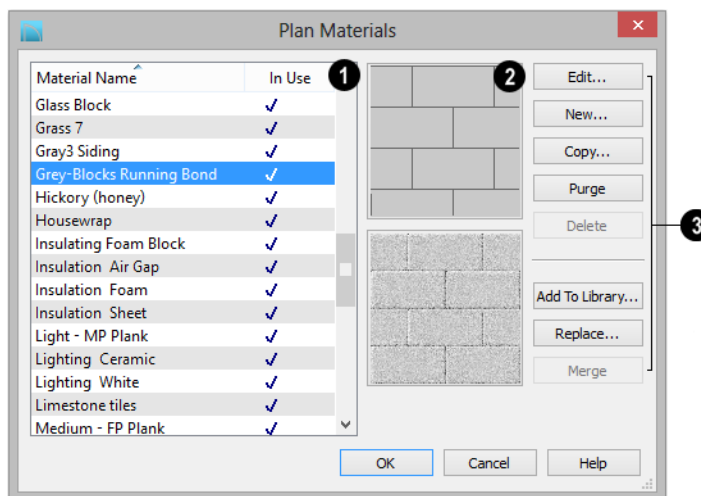 Plan Materials
Material Name In Use
1
2
3
Glass Block
Grass 7
Gray3 Siding
Grey-Blocks Running Bond
Hickory (honey)
Housewrap
Insulating Foam Block
Insulation Air Gap
Insulation Foam
Insulation Sheet
Light - MP Plank
Lighting Ceramic
Lighting White
Limestone tiles
Medium - FP Plank
Edit...
New...
Copy...
Purge
Delete
Add To Library...
Replace...
Merge
OK
Cancel
Help